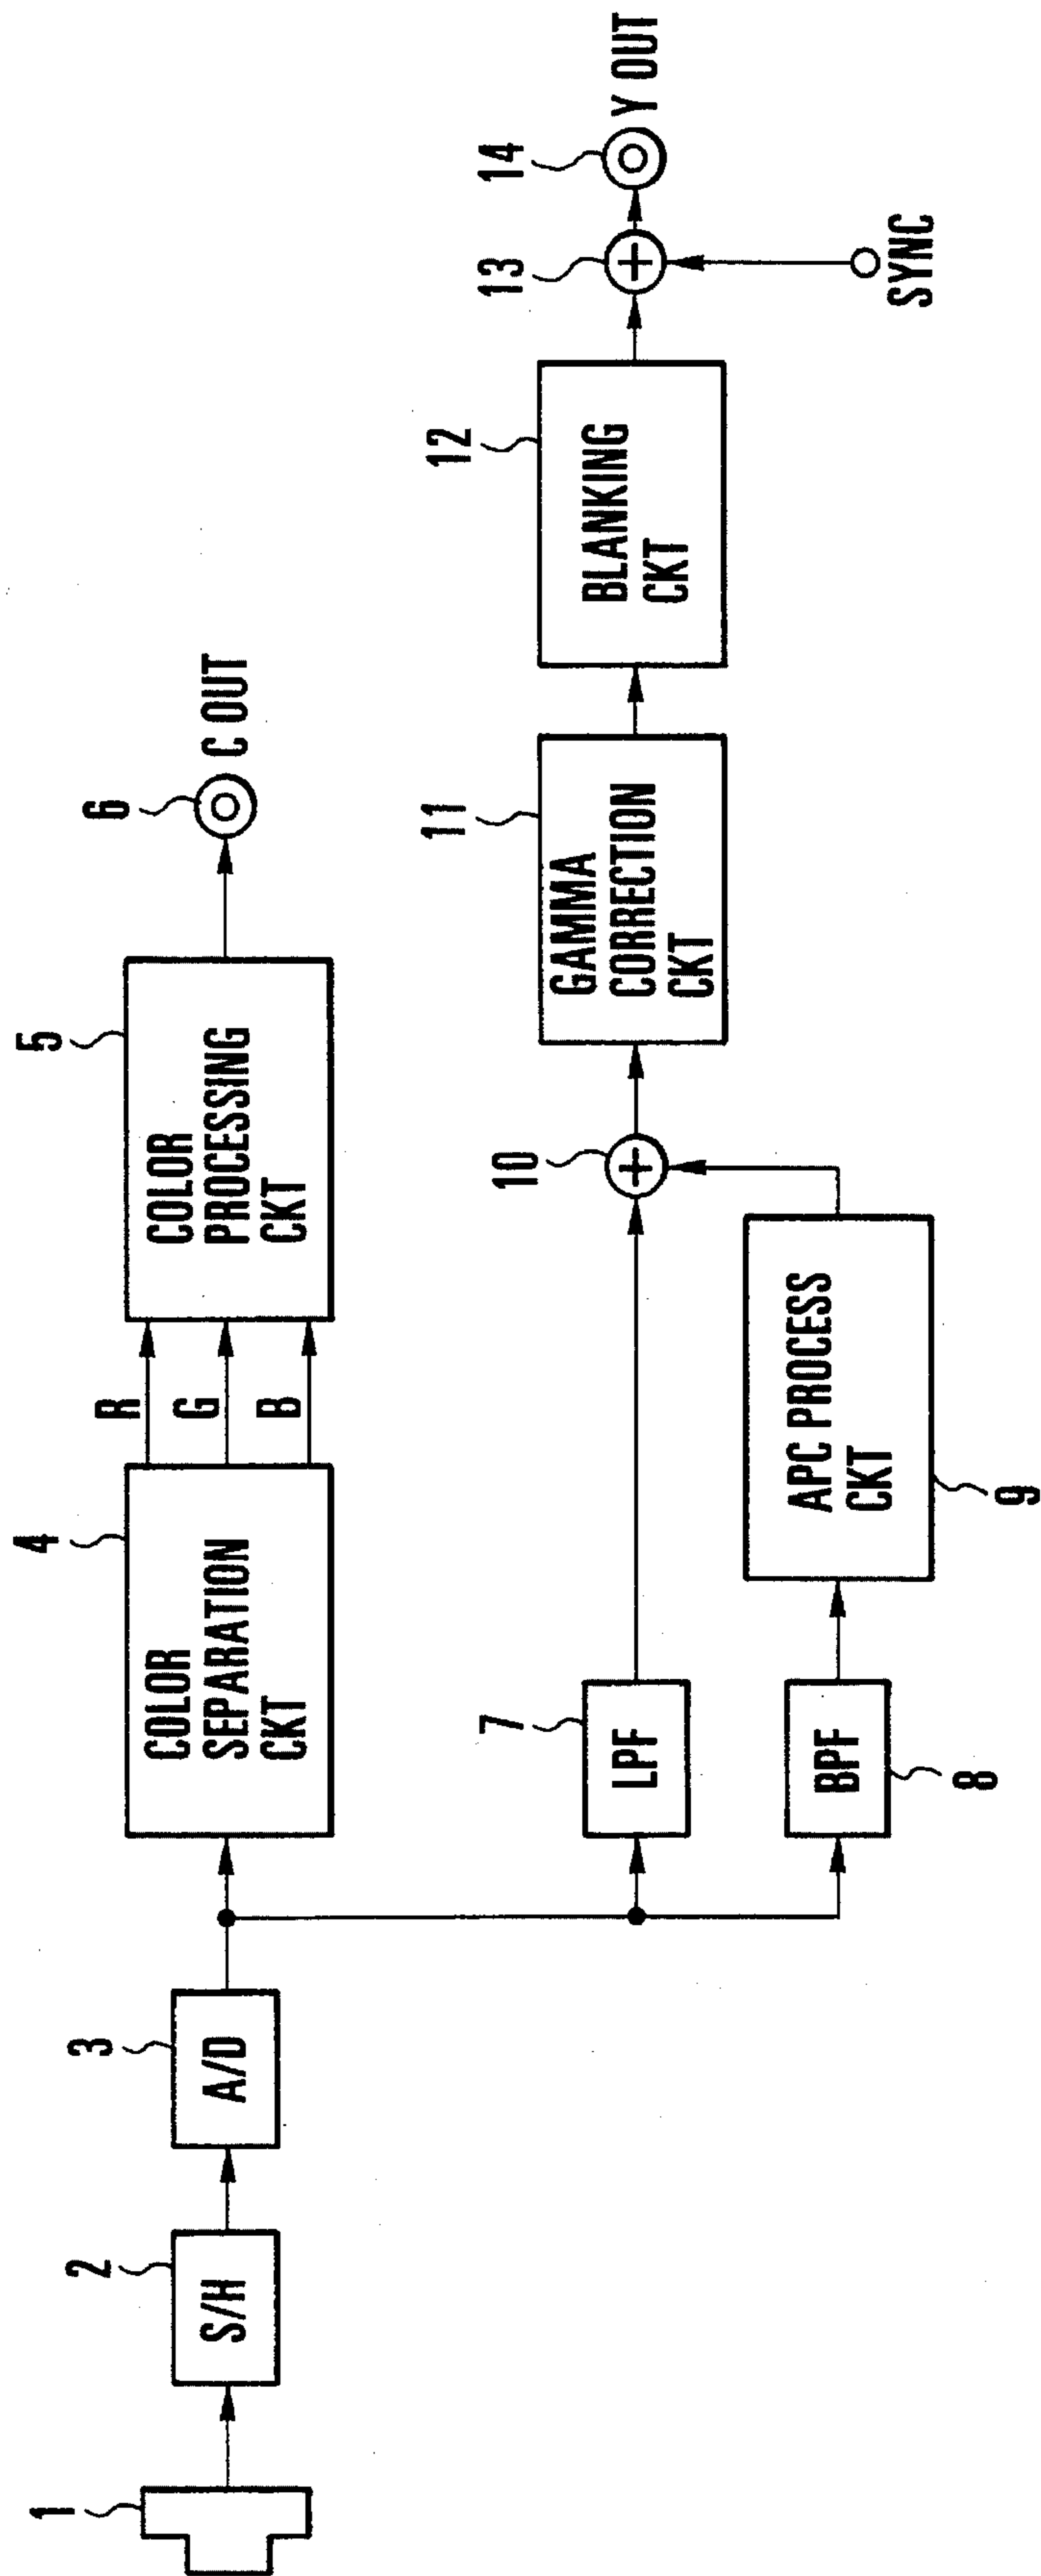 1
2
S/H
3
A/D
4
COLOR
SEPARATION
CKT
R
G
B
5
COLOR
PROCESSING
CKT
6
C OUT
7
LPF
8
BPF
9
APC PROCESS
CKT
10
11
GAMMA
CORRECTION
CKT
12
BLANKING
CKT
13
SYNC
14
Y OUT